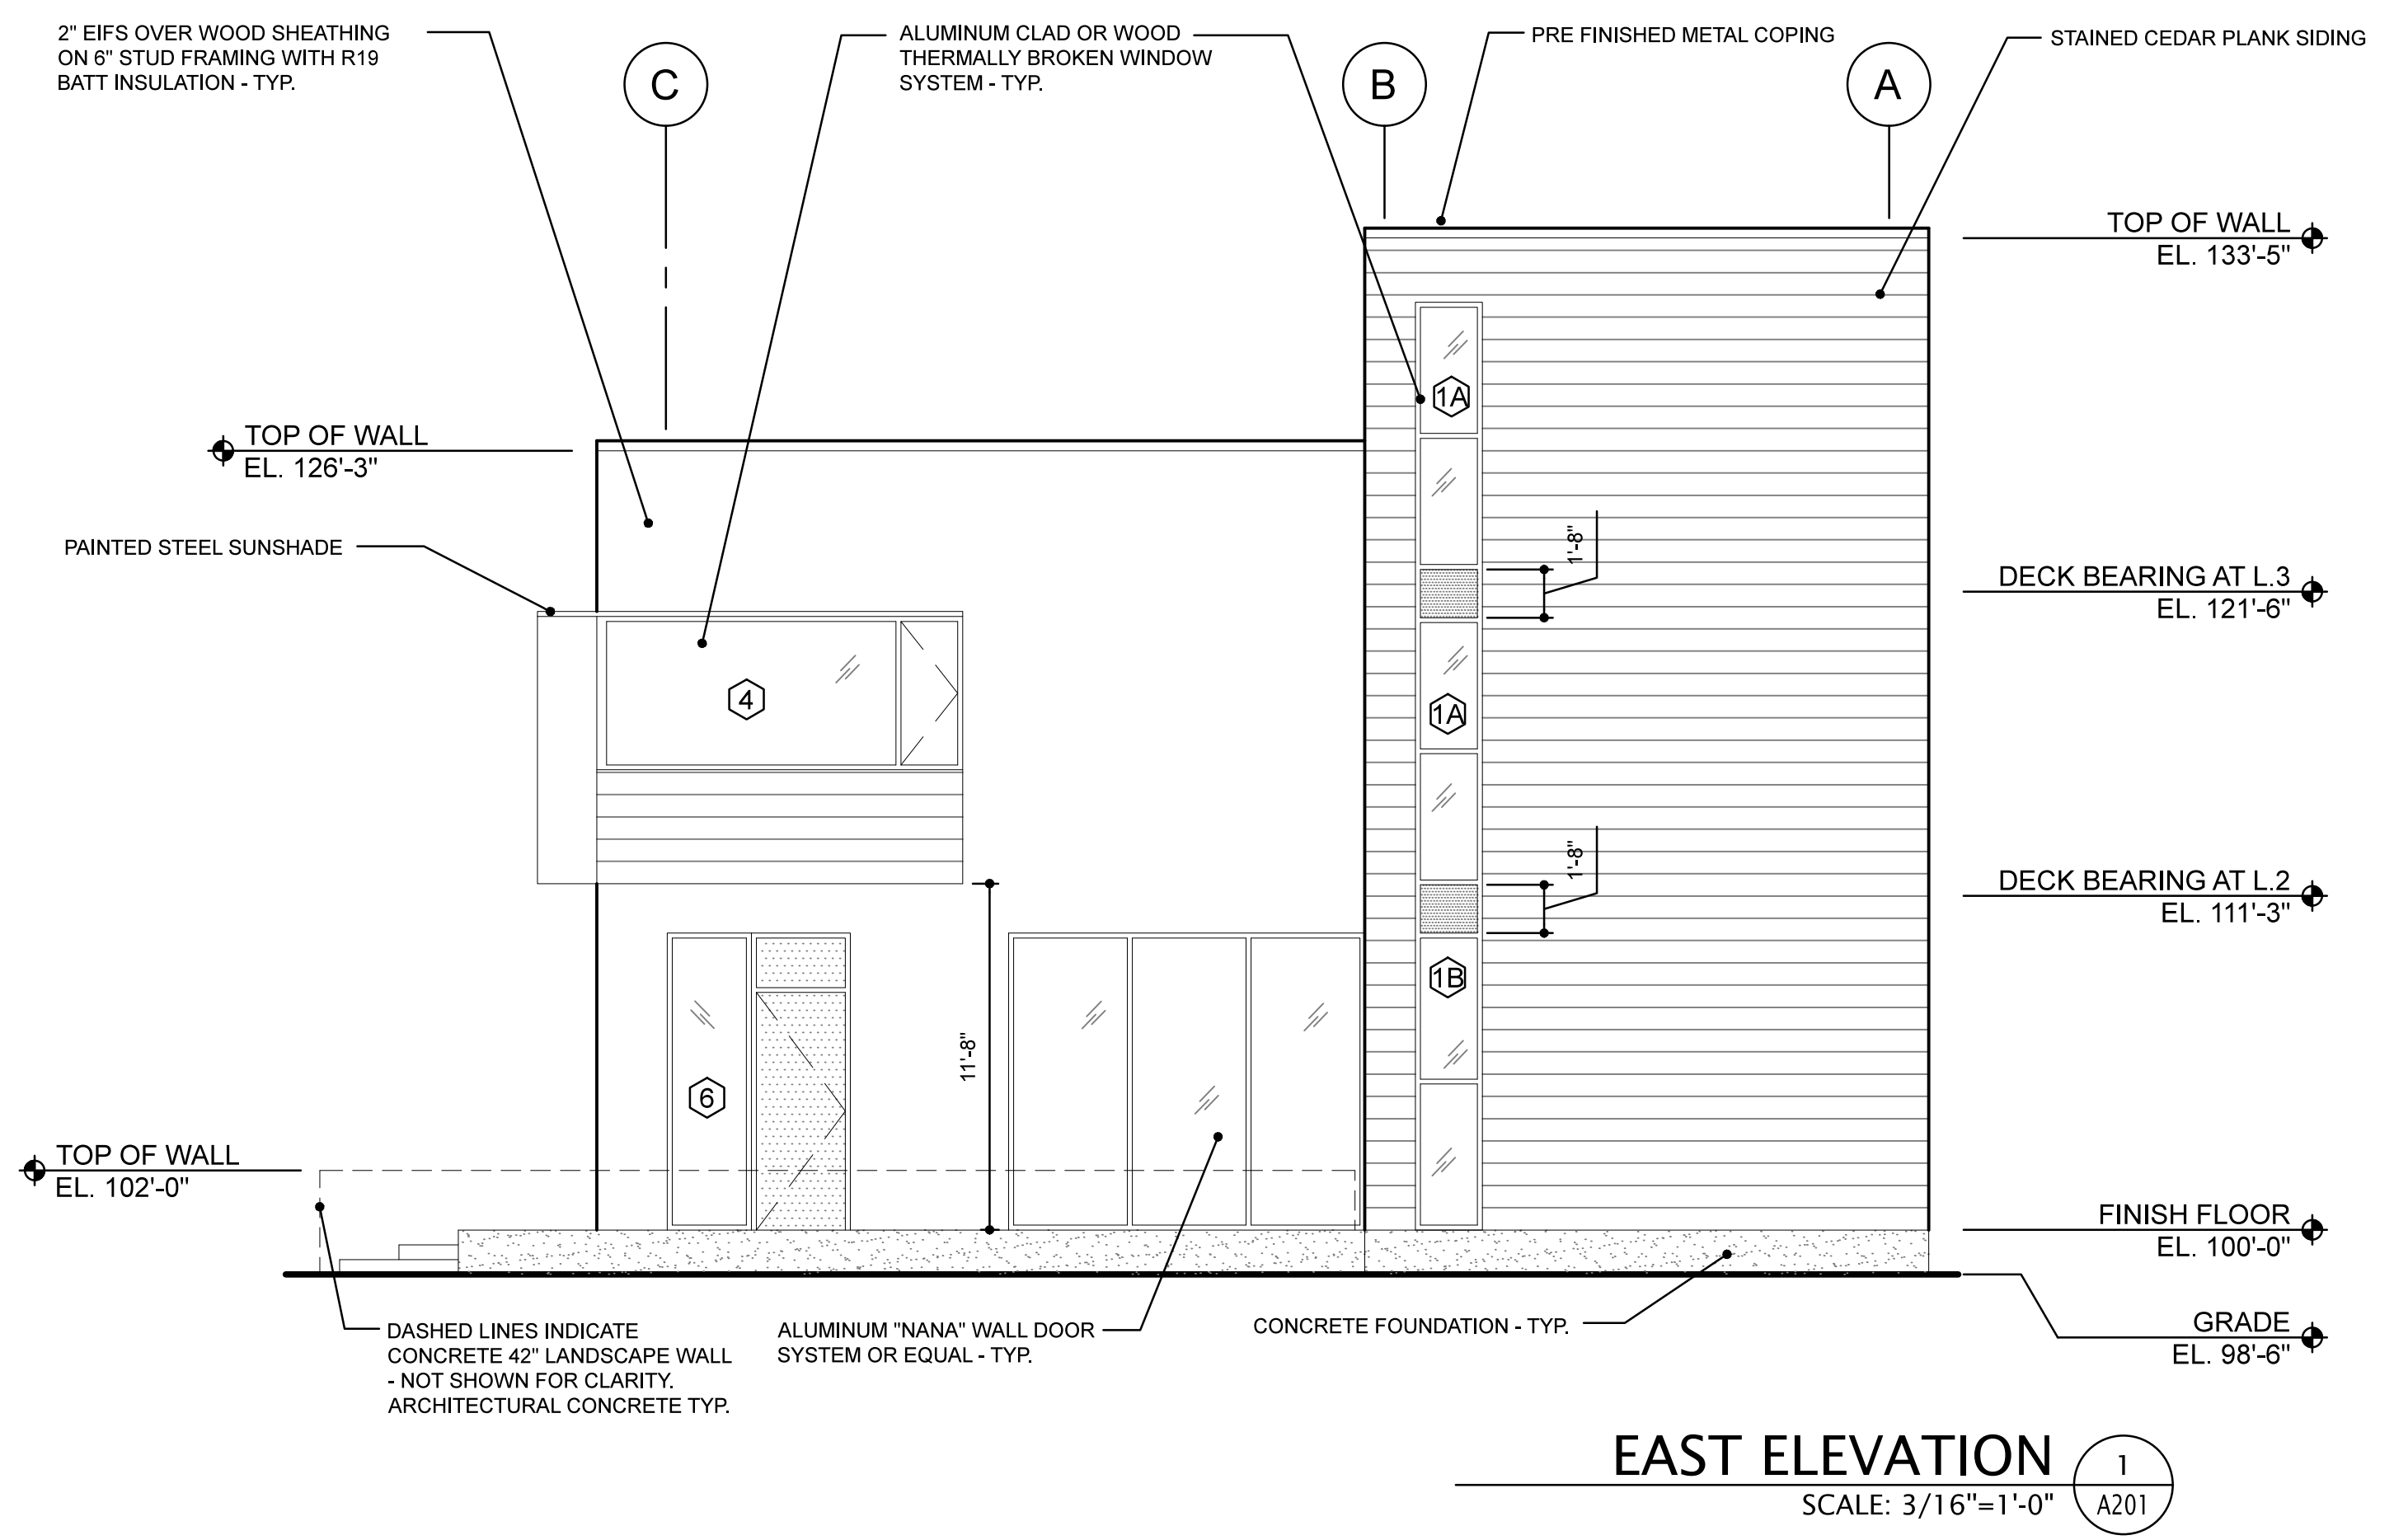 2" EIFS OVER WOOD SHEATHING
ON 6" STUD FRAMING WITH R19
BATT INSULATION - TYP.
C
ALUMINUM CLAD OR WOOD
THERMALLY BROKEN WINDOW
SYSTEM - TYP.
B
PRE FINISHED METAL COPING
A
STAINED CEDAR PLANK SIDING
TOP OF WALL
EL. 133'-5"
1A
TOP OF WALL
EL. 126'-3"
PAINTED STEEL SUNSHADE
1'-8"
DECK BEARING AT L.3
EL. 121'-6"
4
1A
1'-8"
DECK BEARING AT L.2
EL. 111'-3"
1B
11'-8"
6
TOP OF WALL
EL. 102'-0"
FINISH FLOOR
EL. 100'-0"
DASHED LINES INDICATE
CONCRETE 42" LANDSCAPE WALL
- NOT SHOWN FOR CLARITY.
ARCHITECTURAL CONCRETE TYP.
ALUMINUM "NANA" WALL DOOR
SYSTEM OR EQUAL - TYP.
CONCRETE FOUNDATION - TYP.
GRADE
EL. 98'-6"
EAST ELEVATION
SCALE: 3/16"=1'-0"
1
A201